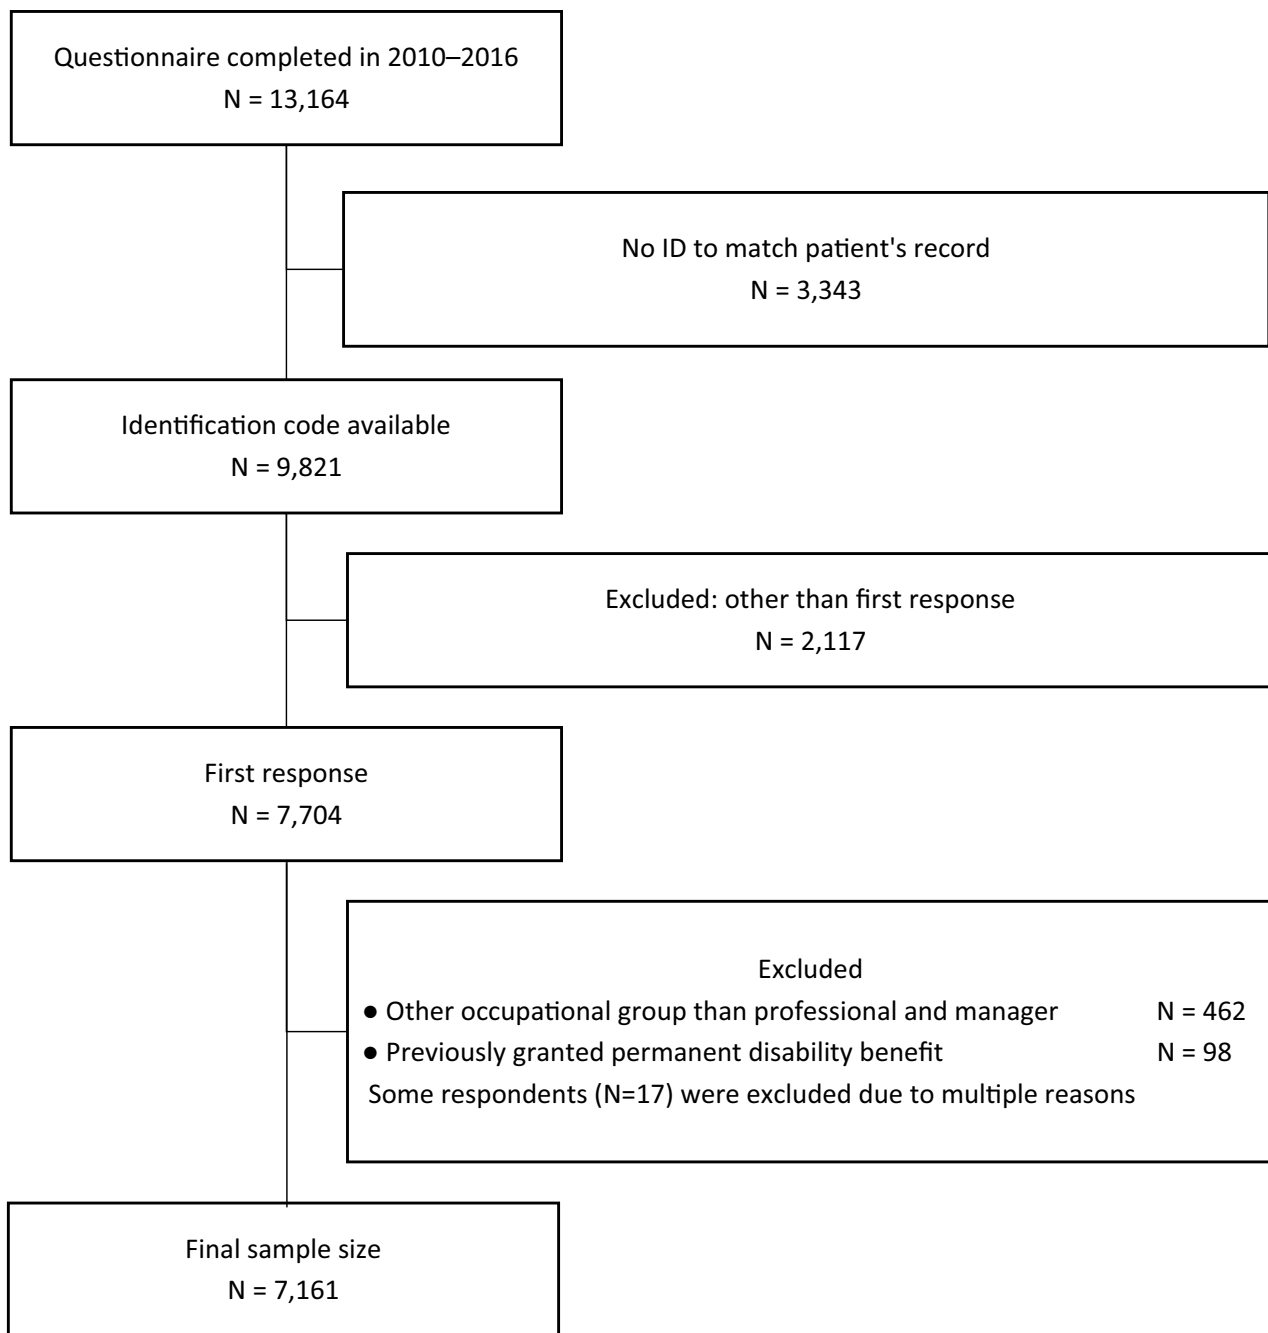 Questionnaire completed in 2010–2016
N = 13,164
No ID to match patient's record
N = 3,343
Identification code available
N = 9,821
Excluded: other than first response
N = 2,117
First response
N = 7,704
Excluded
● Other occupational group than professional and manager N = 462
● Previously granted permanent disability benefit N = 98
Some respondents (N=17) were excluded due to multiple reasons
Final sample size
N = 7,161